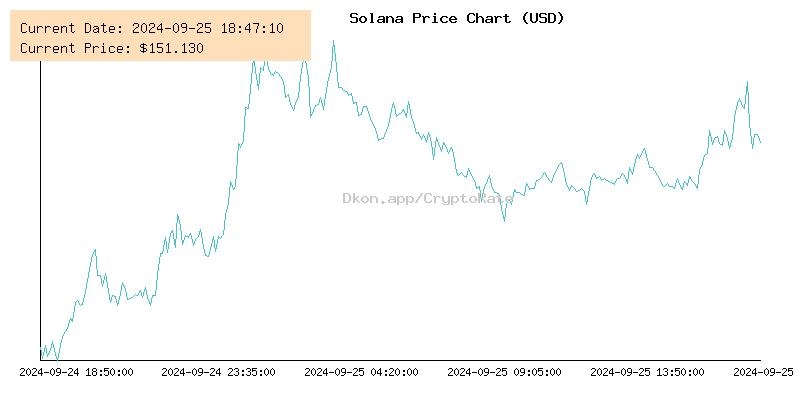 Solana Price Chart (USD)
Current Date: 2024-09-25 18:47:10
Current Price: $151.130
Dkon.app/CryptoRate
2024-09-24 18:50:00 2024-09-24 23:35:00 2024-09-25 04:20:00 2024-09-25 09:05:00 2024-09-25 13:50:00 2024-09-25